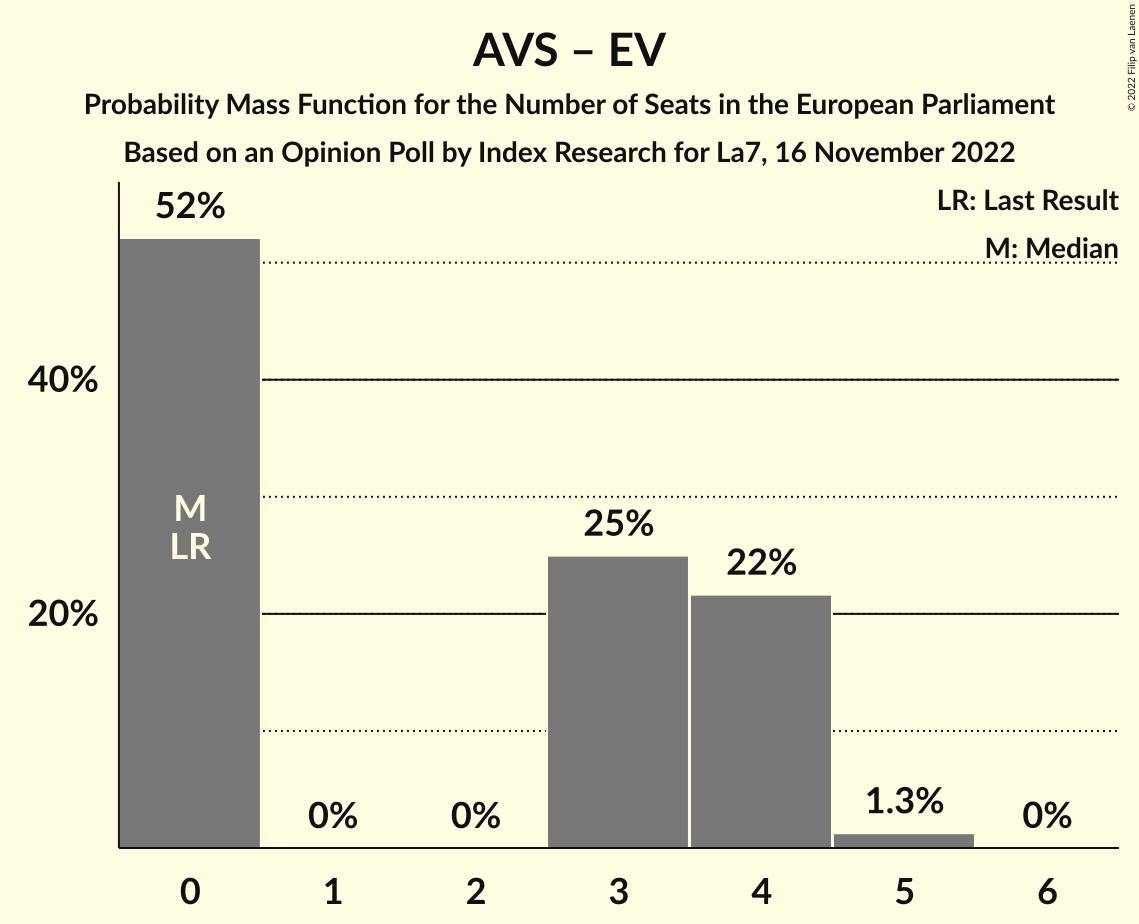 AVS – EV
Probability Mass Function for the Number of Seats in the European Parliament
Based on an Opinion Poll by Index Research for La7, 16 November 2022
© 2022 Filip van Laenen
LR: Last Result
M: Median
52%
40%
20%
M
LR
0%
0%
25%
22%
1.3%
0%
0
1
2
3
4
5
6